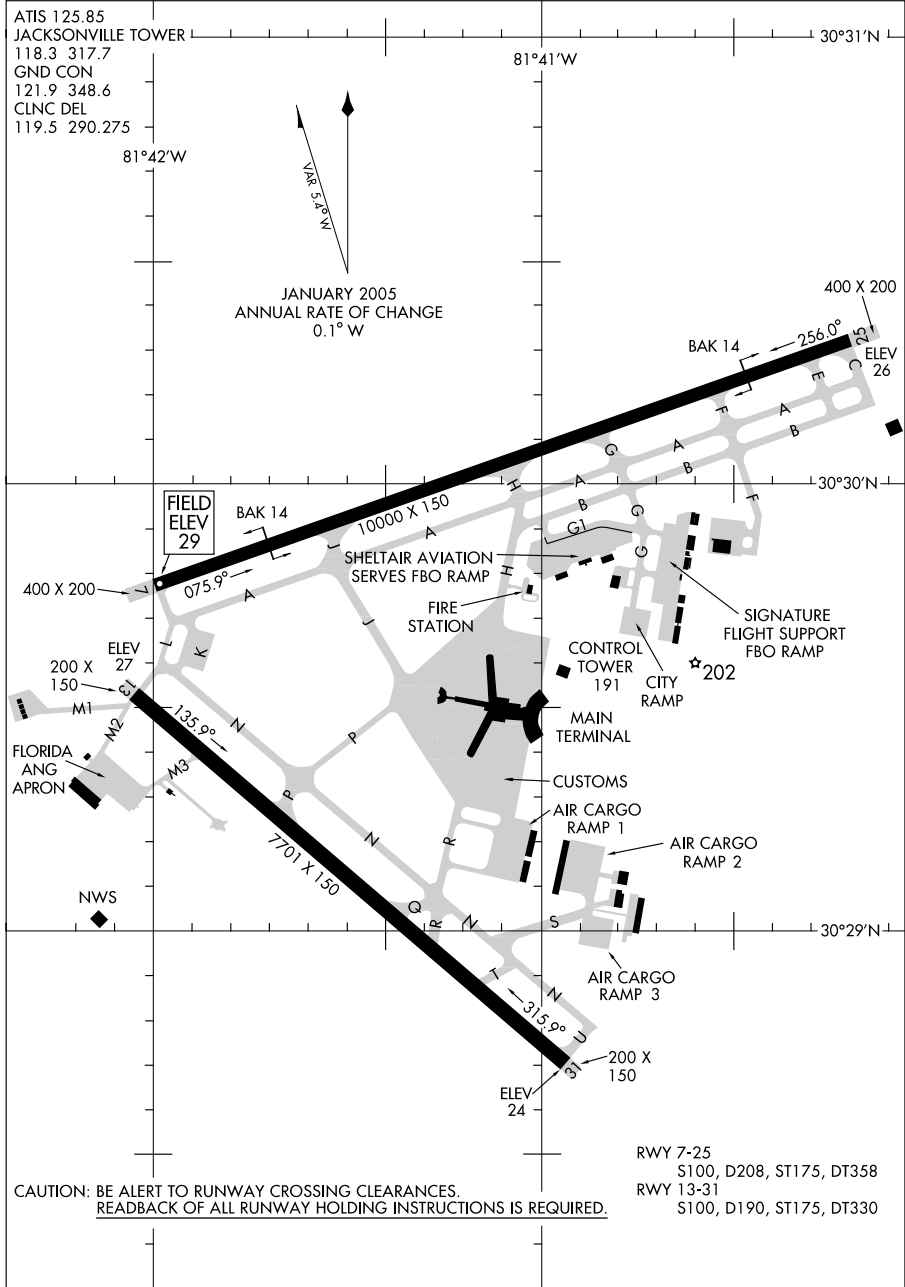 ATIS 125.85
JACKSONVILLE TOWER
118.3 317.7
GND CON
121.9 348.6
CLNC DEL
119.5 290.275
30°31'N
81°41'W
81°42'W
VAR 5.4° W
JANUARY 2005
ANNUAL RATE OF CHANGE
0.1° W
400 X 200
25
256.0°
ELEV
26
BAK 14
C
E
A
F
B
A
G
B
F
H
A
B
G
G1
G
30°30'N
FIELD
ELEV
29
BAK 14
10000 X 150
A
J
SHELTAIR AVIATION
SERVES FBO RAMP
H
400 X 200
7
075.9°
A
J
FIRE
STATION
SIGNATURE
FLIGHT SUPPORT
FBO RAMP
L
K
ELEV
27
200 X
150
13
CONTROL
TOWER
191
CITY
RAMP
202
M1
M2
135.9°
N
P
MAIN
TERMINAL
FLORIDA
ANG
APRON
M3
P
CUSTOMS
AIR CARGO
RAMP 1
7701 X 150
N
R
AIR CARGO
RAMP 2
NWS
Q
R
N
S
30°29'N
AIR CARGO
RAMP 3
T
N
315.9°
U
31
200 X
150
ELEV
24
RWY 7-25
S100, D208, ST175, DT358
RWY 13-31
S100, D190, ST175, DT330
CAUTION: BE ALERT TO RUNWAY CROSSING CLEARANCES.
READBACK OF ALL RUNWAY HOLDING INSTRUCTIONS IS REQUIRED.